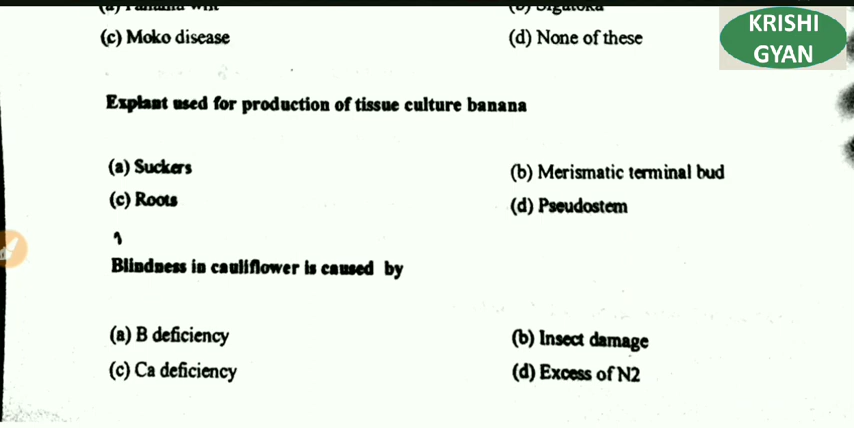 KRISHI
GYAN
(c) Moko disease (d) None of these
Explant used for production of tissue culture banana
(a) Suckers (b) Merismatic terminal bud
(c) Roots (d) Pseudostem
Blindness in cauliflower is caused by
(a) B deficiency (b) Insect damage
(c) Ca deficiency (d) Excess of N2